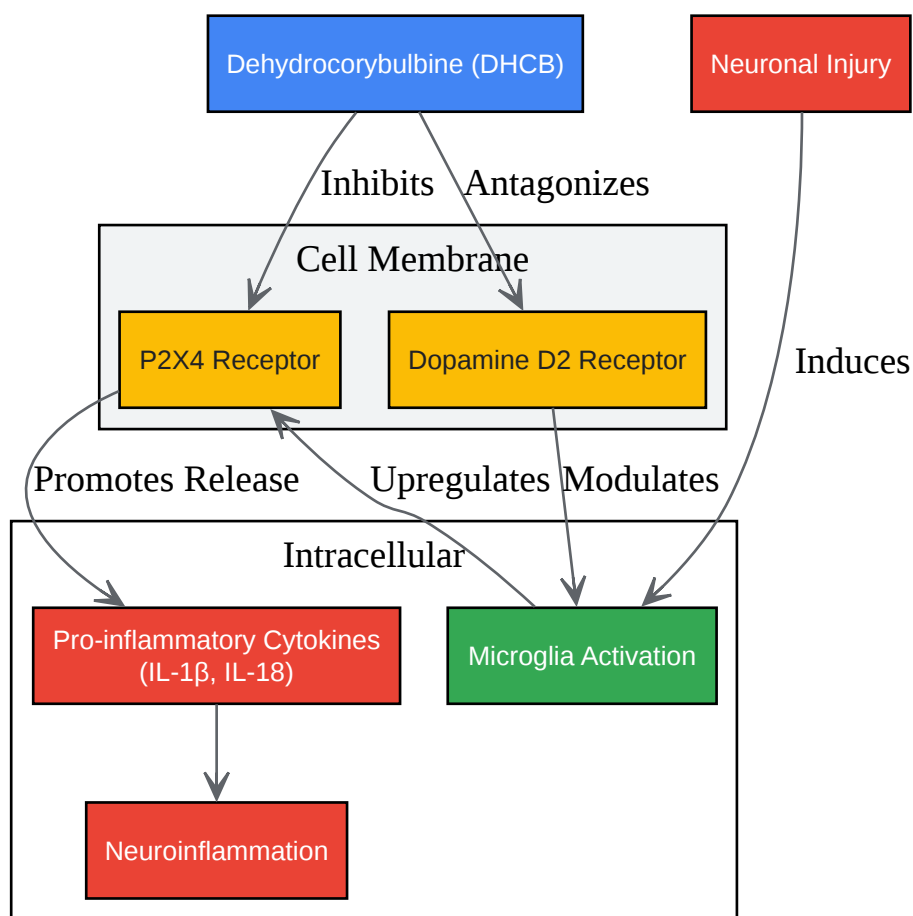 Dehydrocorybulbine (DHCB)
Neuronal Injury
Inhibits
Antagonizes
Cell Membrane
P2X4 Receptor
Dopamine D2 Receptor
Induces
Promotes Release
Upregulates
Modulates
Intracellular
Pro-inflammatory Cytokines
(IL-1β, IL-18)
Microglia Activation
Neuroinflammation